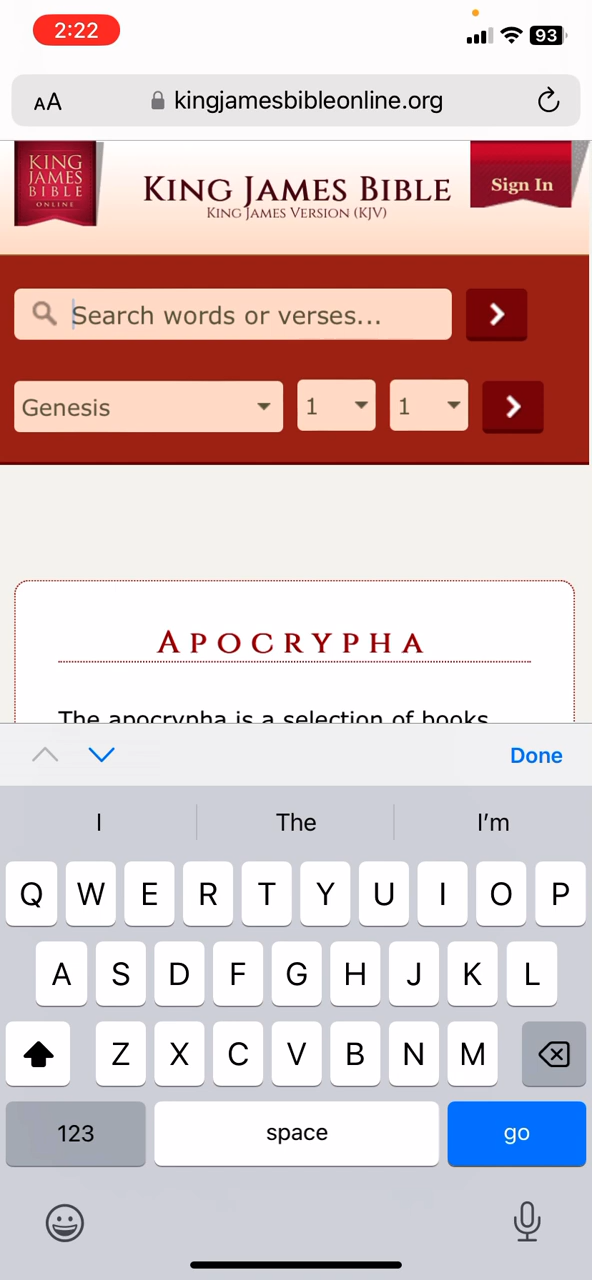 2:22
93
AA
kingjamesbibleonline.org
KING
JAMES
BIBLE
ONLINE
KING JAMES BIBLE
KING JAMES VERSION (KJV)
Sign In
Search words or verses...
Genesis
1
1
APOCRYPHA
The apocrypha is a selection of books
Done
I
The
I'm
Q W E R T Y U I O P
A S D F G H J K L
Z X C V B N M
123
space
go